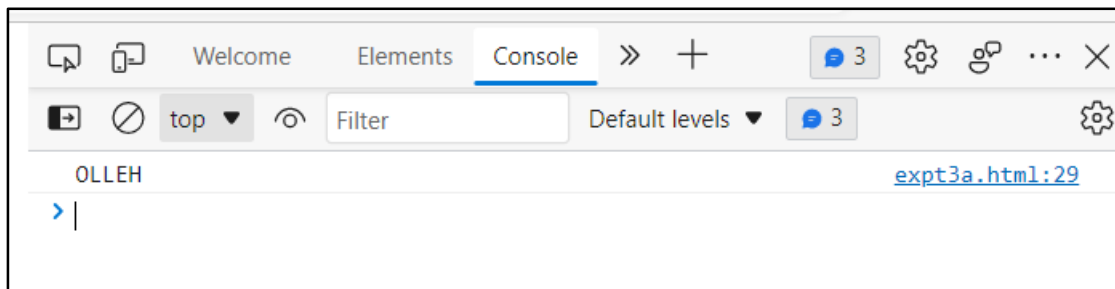 Welcome Elements Console 3
top Filter Default levels 3
OLLEH expt3a.html:29